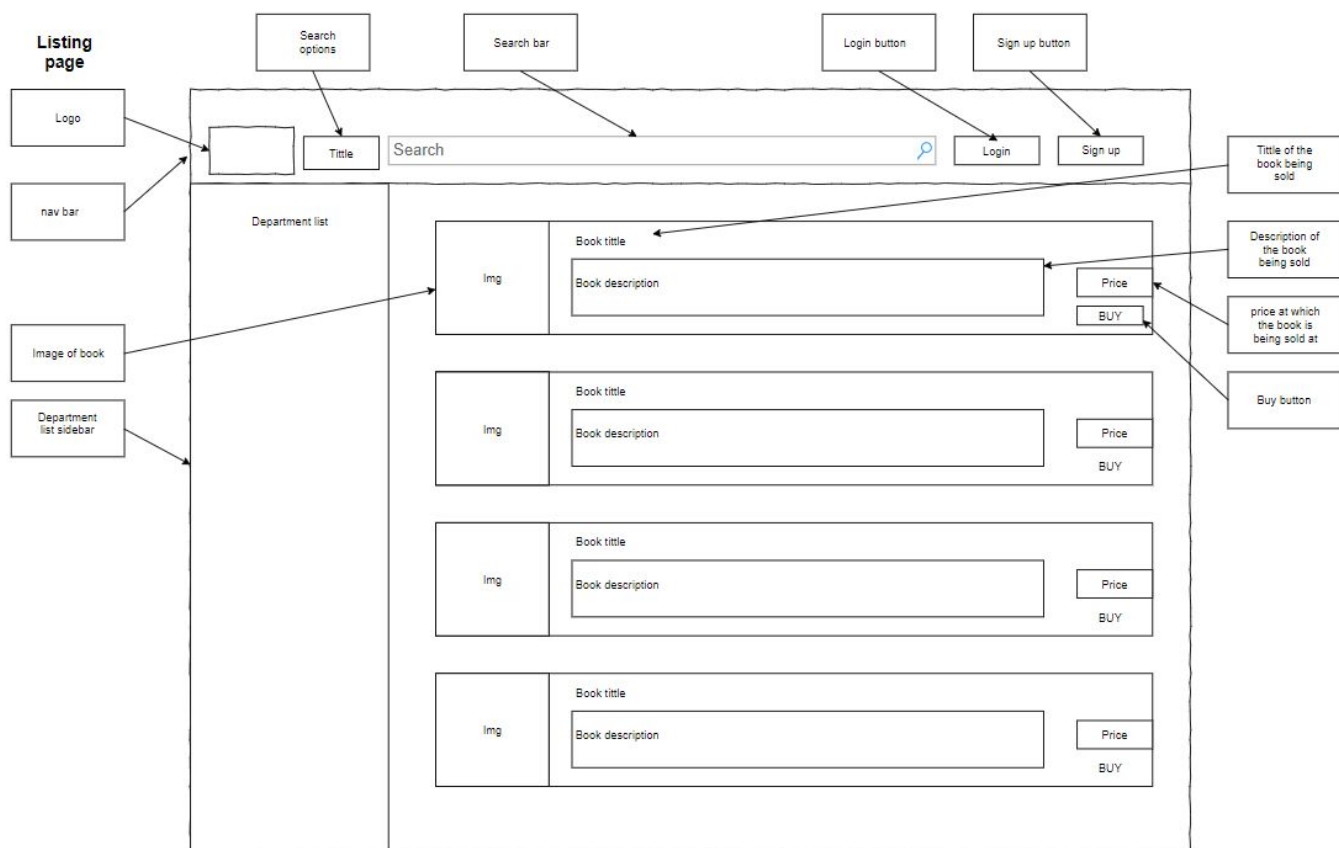 Listing
page
Search
options
Search bar
Login button
Sign up button
Logo
Tittle
Search
Login
Sign up
Tittle of the
book being
sold
nav bar
Department list
Book tittle
Description of
the book
being sold
Img
Book description
Price
BUY
price at which
the book is
being sold at
Image of book
Department
list sidebar
Buy button
Book tittle
Img
Book description
Price
BUY
Book tittle
Img
Book description
Price
BUY
Book tittle
Img
Book description
Price
BUY